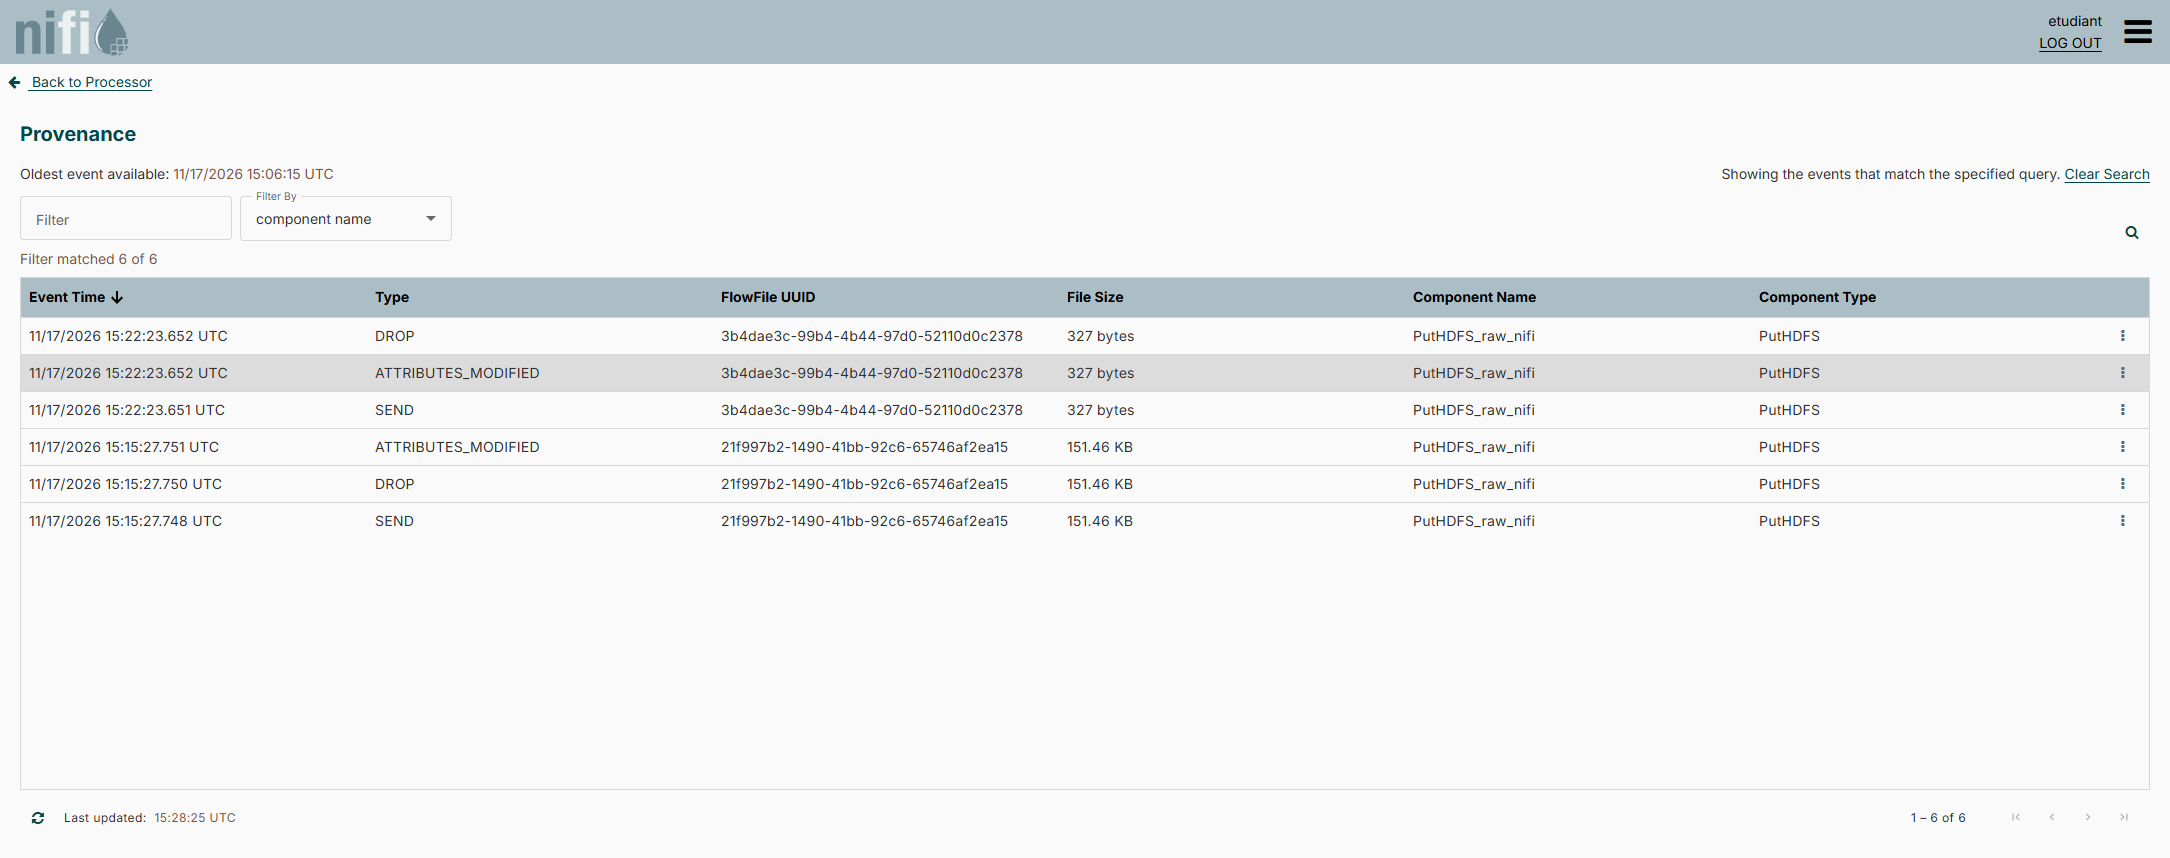 nifi
etudiant
LOG OUT
Back to Processor
Provenance
Oldest event available: 11/17/2026 15:06:15 UTC
Showing the events that match the specified query. Clear Search
Filter
Filter By
component name
Filter matched 6 of 6
Event Time Type FlowFile UUID File Size Component Name Component Type
11/17/2026 15:22:23.652 UTC DROP 3b4dae3c-99b4-4b44-97d0-52110d0c2378 327 bytes PutHDFS_raw_nifi PutHDFS
11/17/2026 15:22:23.652 UTC ATTRIBUTES_MODIFIED 3b4dae3c-99b4-4b44-97d0-52110d0c2378 327 bytes PutHDFS_raw_nifi PutHDFS
11/17/2026 15:22:23.651 UTC SEND 3b4dae3c-99b4-4b44-97d0-52110d0c2378 327 bytes PutHDFS_raw_nifi PutHDFS
11/17/2026 15:15:27.751 UTC ATTRIBUTES_MODIFIED 21f997b2-1490-41bb-92c6-65746af2ea15 151.46 KB PutHDFS_raw_nifi PutHDFS
11/17/2026 15:15:27.750 UTC DROP 21f997b2-1490-41bb-92c6-65746af2ea15 151.46 KB PutHDFS_raw_nifi PutHDFS
11/17/2026 15:15:27.748 UTC SEND 21f997b2-1490-41bb-92c6-65746af2ea15 151.46 KB PutHDFS_raw_nifi PutHDFS
Last updated: 15:28:25 UTC
1 – 6 of 6